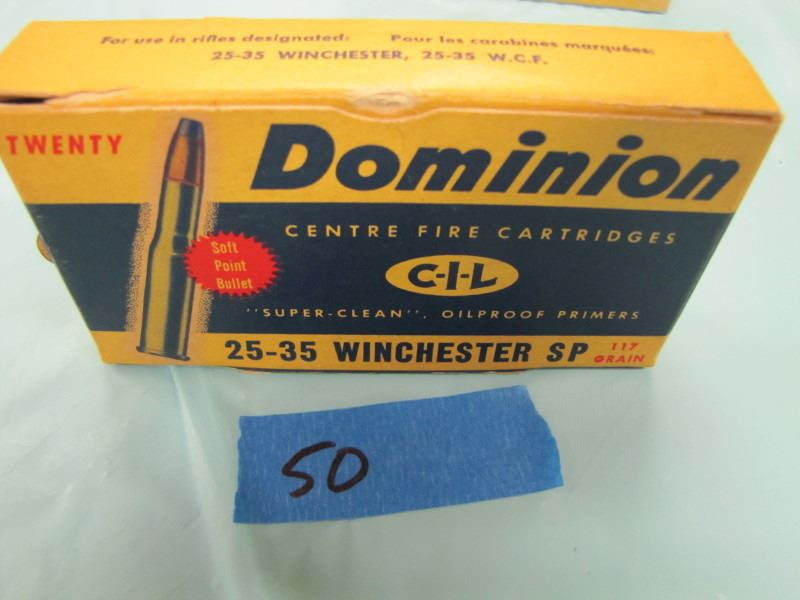 For use in rifles designated: Pour les carabines marquées:
25-35 WINCHESTER, 25-35 W.C.F.
TWENTY
Dominion
CENTRE FIRE CARTRIDGES
Soft
Point
Bullet
C-I-L
"SUPER-CLEAN", OILPROOF PRIMERS
25-35 WINCHESTER SP 117
GRAIN
50